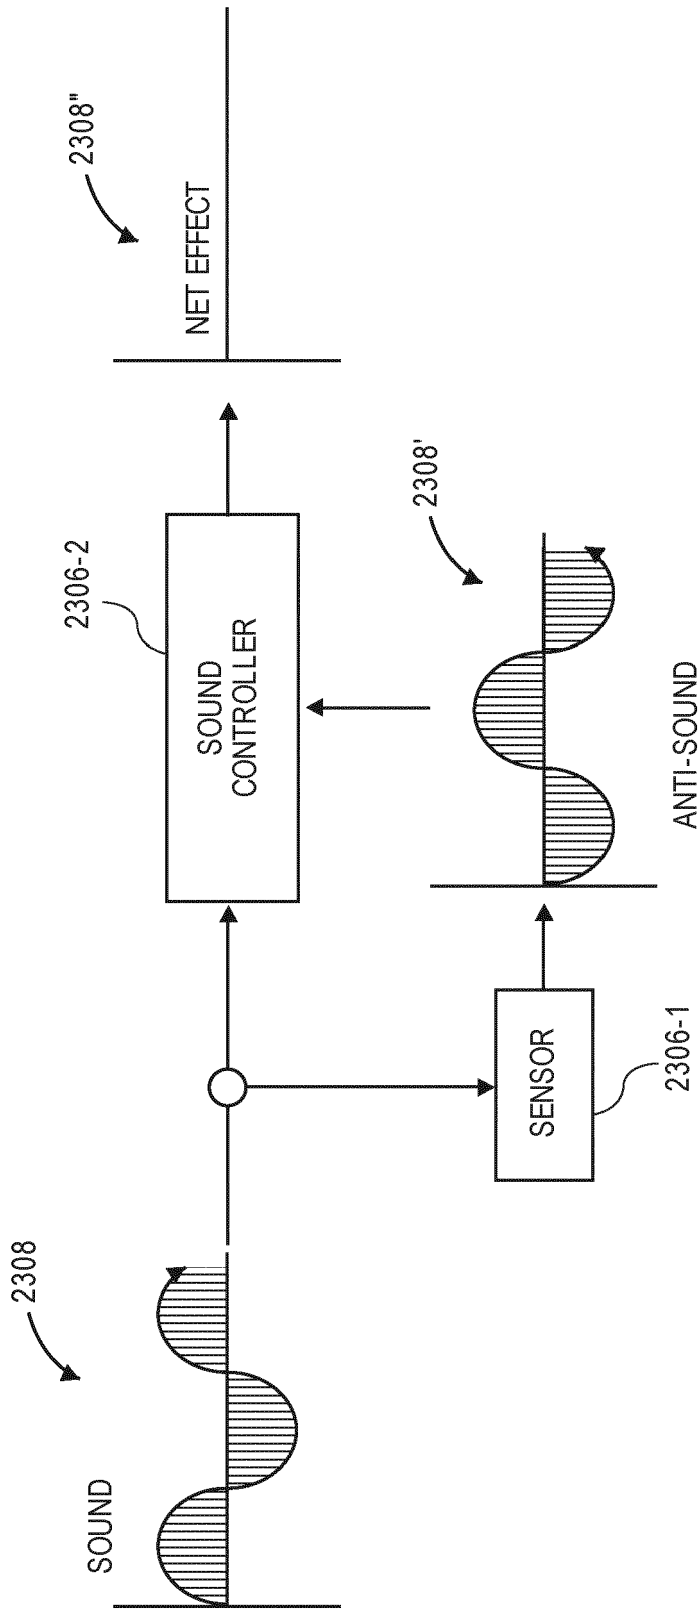 SOUND
2308
SENSOR
2306-1
SOUND
CONTROLLER
2306-2
ANTI-SOUND
2308'
NET EFFECT
2308"